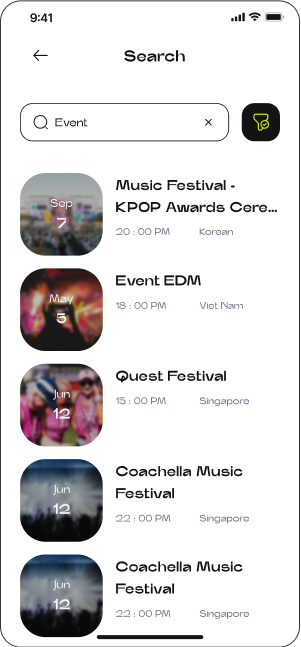 9:41
Search
Event
Sep
7
Music Festival -
KPOP Awards Cere...
20 : 00 PM Korean
May
5
Event EDM
18 : 00 PM Viet Nam
Jun
12
Quest Festival
15 : 00 PM Singapore
Jun
12
Coachella Music
Festival
22 : 00 PM Singapore
Jun
12
Coachella Music
Festival
22 : 00 PM Singapore